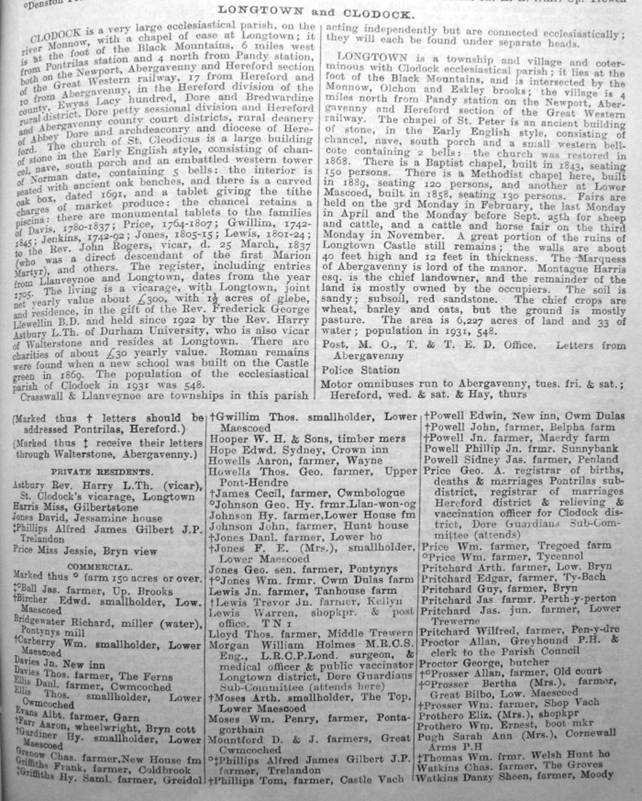 LONGTOWN and CLODOCK.
CLODOCK is a very large ecclesiastical parish, on the
river Monnow, with a chapel of ease at Longtown; it
is at the foot of the Black Mountains, 6 miles west
from Pontrilas station and 4 north from Pandy station,
both on the Newport, Abergavenny and Hereford section
of the Great Western railway, 17 from Hereford and
10 from Abergavenny, in the Hereford division of the
county, Ewyas Lacy hundred, Dore and Bredwardine
rural district, Dore petty sessional division and Hereford
and Abergavenny county court districts, rural deanery
of Abbey Dore and archdeaconry and diocese of Here-
ford. The church of St. Cleodicus is a large building
of stone in the Early English style, consisting of chan-
cel, nave, south porch and an embattled western tower
of Norman date, containing 5 bells: the interior is
seated with ancient oak benches, and there is a carved
oak box, dated 1691, and a tablet giving the tithe
charges of market produce: the chancel retains a
piscina: there are monumental tablets to the families
of Davis, 1780-1837; Price, 1764-1807; Gwillim, 1742-
1845; Jenkins, 1742-92; Jones, 1805-15; Lewis, 1801-24;
to the Rev. John Rogers, vicar, d. 25 March, 1837
(who was a direct descendant of the first Marion
Martyr), and others. The register, including entries
from Llanveynoe and Longtown, dates from the year
1705. The living is a vicarage, with Longtown, joint
net yearly value about £300, with 1½ acres of glebe,
and residence, in the gift of the Rev. Frederick George
Llewellin B.D. and held since 1922 by the Rev. Harry
Astbury L.Th. of Durham University, who is also vicar
of Walterstone and resides at Longtown. There are
charities of about £30 yearly value. Roman remains
were found when a new school was built on the Castle
green in 1869. The population of the ecclesiastical
parish of Clodock in 1931 was 548.
Crasswall & Llanveynoe are townships in this parish
acting independently but are connected ecclesiastically;
they will each be found under separate heads.
LONGTOWN is a township and village and coter-
minous with Clodock ecclesiastical parish; it lies at the
foot of the Black Mountains, and is intersected by the
Monnow, Olchon and Eskley brooks; the village is 4
miles north from Pandy station on the Newport, Aber-
gavenny and Hereford section of the Great Western
railway. The chapel of St. Peter is an ancient building
of stone, in the Early English style, consisting of
chancel, nave, south porch and a small western bell-
cote containing 2 bells: the church was restored in
1868. There is a Baptist chapel, built in 1843, seating
150 persons. There is a Methodist chapel here, built
in 1889, seating 120 persons, and another at Lower
Maescoed, built in 1858, seating 190 persons. Fairs are
held on the 3rd Monday in February, the last Monday
in April and the Monday before Sept. 25th for sheep
and cattle, and a cattle and horse fair on the third
Monday in November. A great portion of the ruins of
Longtown Castle still remains; the walls are about
40 feet high and 12 feet in thickness. The Marquess
of Abergavenny is lord of the manor. Montague Harris
esq. is the chief landowner, and the remainder of the
land is mostly owned by the occupiers. The soil is
sandy; subsoil, red sandstone. The chief crops are
wheat, barley and oats, but the ground is mostly
pasture. The area is 6,227 acres of land and 33 of
water; population in 1931, 548.
Post, M. O., T. & T. E. D. Office. Letters from
Abergavenny
Police Station
Motor omnibuses run to Abergavenny, tues. fri. & sat.;
Hereford, wed. & sat. & Hay, thurs
(Marked thus † letters should be
addressed Pontrilas, Hereford.)
(Marked thus ‡ receive their letters
through Walterstone, Abergavenny.)
PRIVATE RESIDENTS.
Astbury Rev. Harry L.Th. (vicar),
St. Clodock's vicarage, Longtown
Harris Miss, Gilbertstone
Jones David, Jessamine house
‡Phillips Alfred James Gilbert J.P.
Trelandon
Price Miss Jessie, Bryn view
COMMERCIAL.
Marked thus ° farm 150 acres or over.
‡°Ball Jas. farmer, Up. Brooks
†Bircher Edwd. smallholder, Low.
Maescoed
Bridgewater Richard, miller (water),
Pontynys mill
†Carberry Wm. smallholder, Lower
Maescoed
Davies Jn. New inn
Davies Thos. farmer, The Ferns
Ellis Danl. farmer, Cwmcoched
Ellis Thos. smallholder,
Cwmcoched
Evans Albt. farmer, Garn
†Farr Aaron, wheelwright, Bryn cott
†Gardiner Hy. smallholder, Lower
Maescoed
Grenow Chas. farmer, New House fm
Griffiths Frank, farmer, Coldbrook
‡Griffiths Hy. Saml. farmer, Greidol
†Gwillim Thos. smallholder, Lower
Maescoed
Hooper W. H. & Sons, timber mers
Hope Edwd. Sydney, Crown inn
Howells Aaron, farmer, Wayne
Howells Thos. Geo. farmer, Upper
Pont-Hendre
†James Cecil, farmer, Cwmbologue
°Johnson Geo. Hy. frmr. Llan-won-og
Johnson Hy. farmer, Lower House fm
Johnson John, farmer, Hunt house
†Jones Danl. farmer, Lower ho
†Jones F. E. (Mrs.), smallholder,
Lower Maescoed
Jones Geo. sen. farmer, Pontynys
†°Jones Wm. frmr. Cwm Dulas farm
Lewis Jn. farmer, Tanhouse farm
†Lewis Trevor Jn. farmer, Kellyn
Lewis Warren, shopkpr. & post
office. T N 1
Lloyd Thos. farmer, Middle Trewern
Morgan William Holmes M.R.C.S.
Eng., L.R.C.P.Lond. surgeon, &
medical officer & public vaccinator
Longtown district, Dore Guardians
Sub-Committee (attends here)
†Moses Arth. smallholder, The Top,
Lower Maescoed
Moses Wm. Penry, farmer, Ponta-
gorthain
Mountford D. & J. farmers, Great
Cwmcoched
°‡Phillips Alfred James Gilbert J.P.
farmer, Trelandon
†Phillips Tom, farmer, Castle Vach
†Powell Edwin, New inn, Cwm Dulas
†Powell John, farmer, Belpha farm
†Powell Jn. farmer, Maerdy farm
Powell Phillip Jn. frmr. Sunnybank
Powell Sidney Jas. farmer, Penland
Price Geo. A. registrar of births,
deaths & marriages Pontrilas sub-
district, registrar of marriages
Hereford district & relieving &
vaccination officer for Clodock dis-
trict, Dore Guardians Sub-Com-
mittee (attends)
Price Wm. farmer, Tregoed farm
°Price Wm. farmer, Tycennol
Pritchard Arth. farmer, Low. Bryn
Pritchard Edgar, farmer, Ty-Bach
Pritchard Guy, farmer, Bryn
Pritchard Jas farmr. Perth-y-perton
Pritchard Jas. jun. farmer, Lower
Trewerne
Pritchard Wilfred, farmer, Pen-y-dre
Proctor Allan, Greyhound P.H. &
clerk to the Parish Council
Proctor George, butcher
†°Prosser Allan, farmer, Old court
†°Prosser Bertha (Mrs.), farmer,
Great Bilbo, Low. Maescoed
†Prosser Wm. farmer, Shop Vach
Prothero Eliz. (Mrs.), shopkpr
Prothero Wm. Ernest, boot mkr
Pugh Sarah Ann (Mrs.), Cornewall
Arms P.H
†Thomas Wm. frmr. Welsh Hunt ho
Watkins Chas. farmer, The Groves
Watkins Danzy Sheen, farmer, Moody